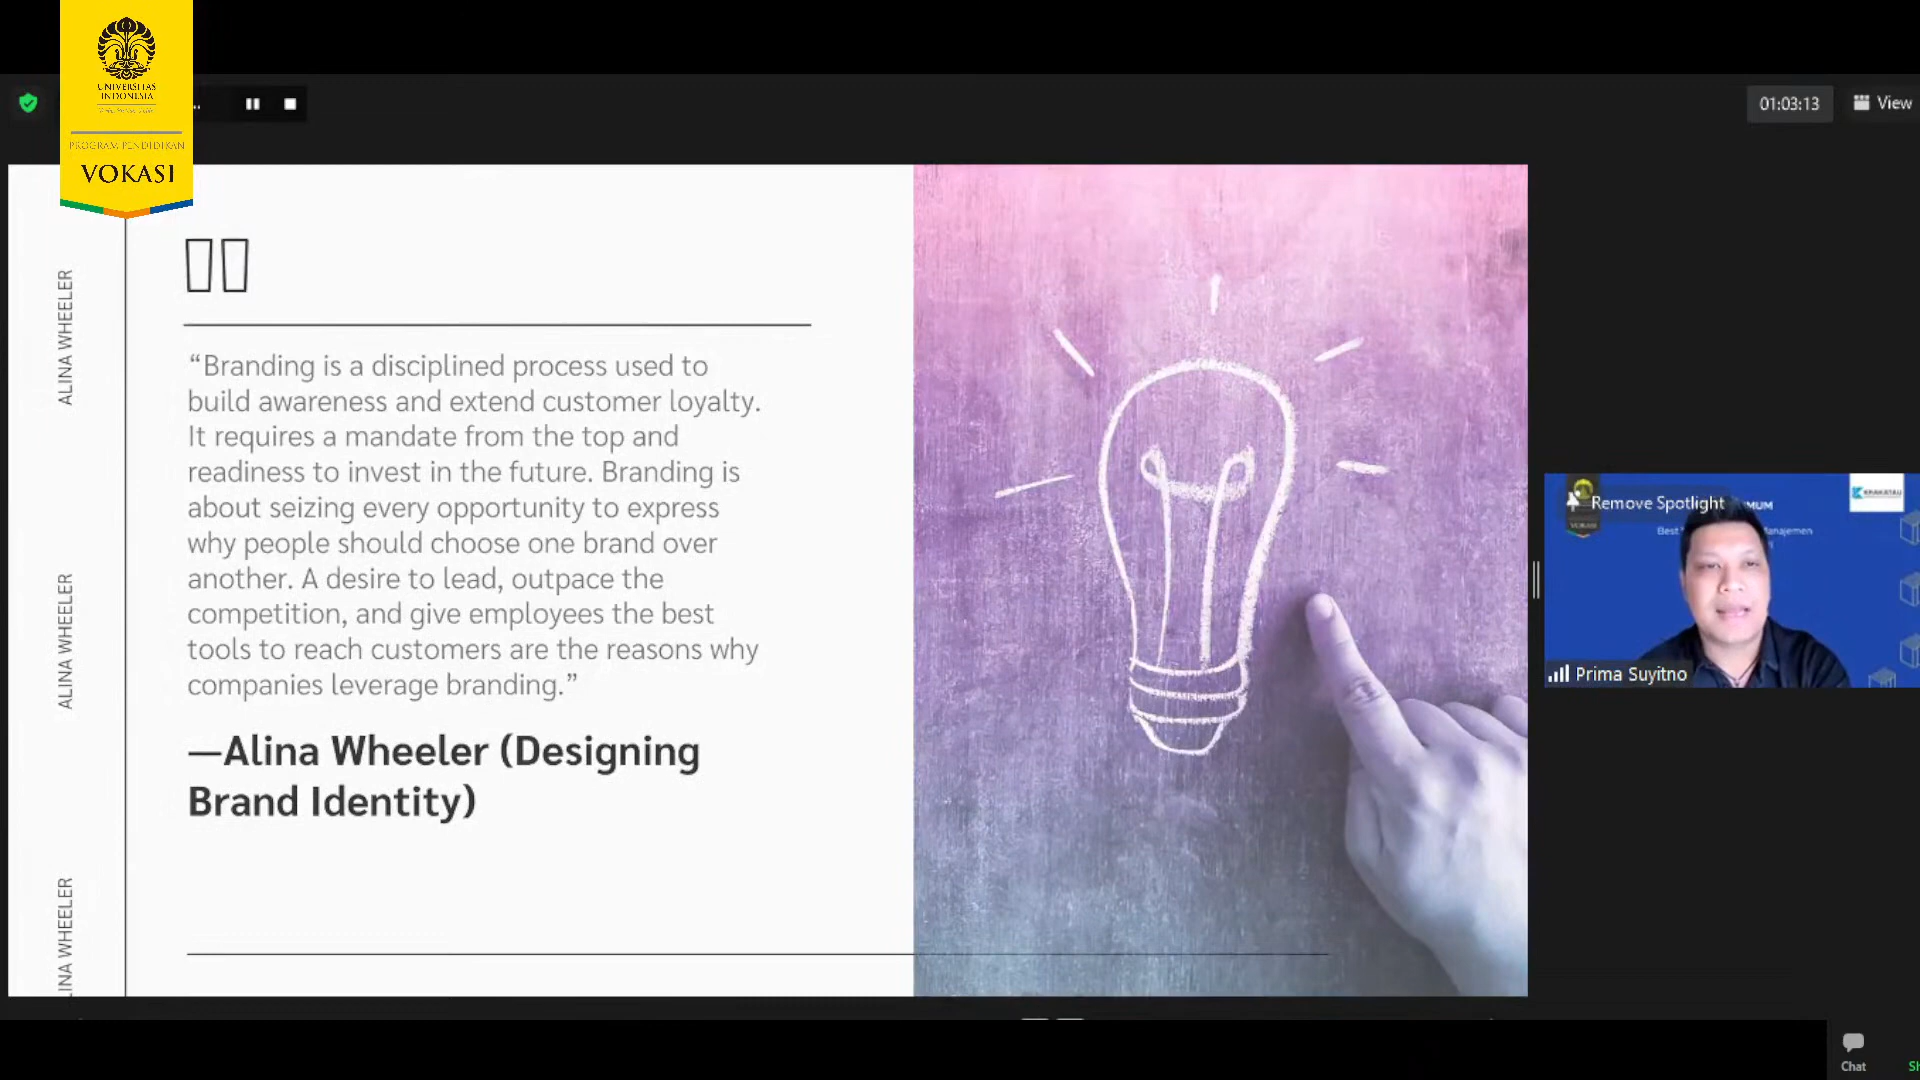 UNIVERSITAS
INDONESIA
PROGRAM PENDIDIKAN
VOKASI
01:03:13
View
ALINA WHEELER
ALINA WHEELER
LINA WHEELER
“Branding is a disciplined process used to
build awareness and extend customer loyalty.
It requires a mandate from the top and
readiness to invest in the future. Branding is
about seizing every opportunity to express
why people should choose one brand over
another. A desire to lead, outpace the
competition, and give employees the best
tools to reach customers are the reasons why
companies leverage branding.”
—Alina Wheeler (Designing
Brand Identity)
Remove Spotlight
KRAKATAU
VOKASI
Best
Prima Suyitno
Chat